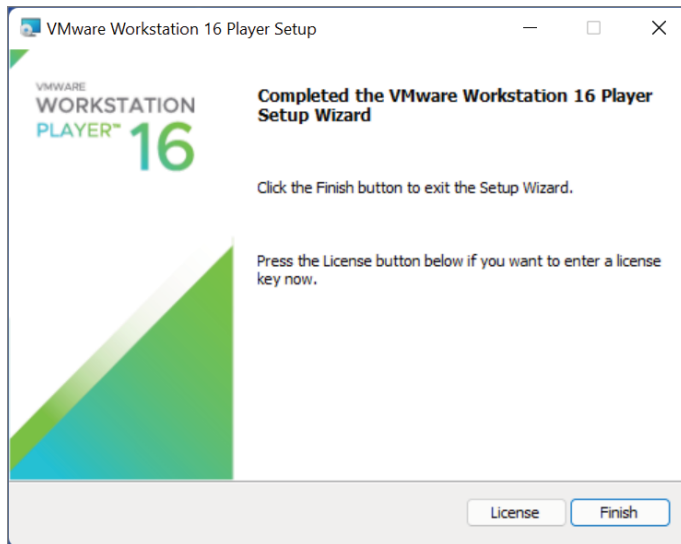 VMware Workstation 16 Player Setup
VMWARE
WORKSTATION
PLAYER™ 16
Completed the VMware Workstation 16 Player
Setup Wizard
Click the Finish button to exit the Setup Wizard.
Press the License button below if you want to enter a license
key now.
License
Finish